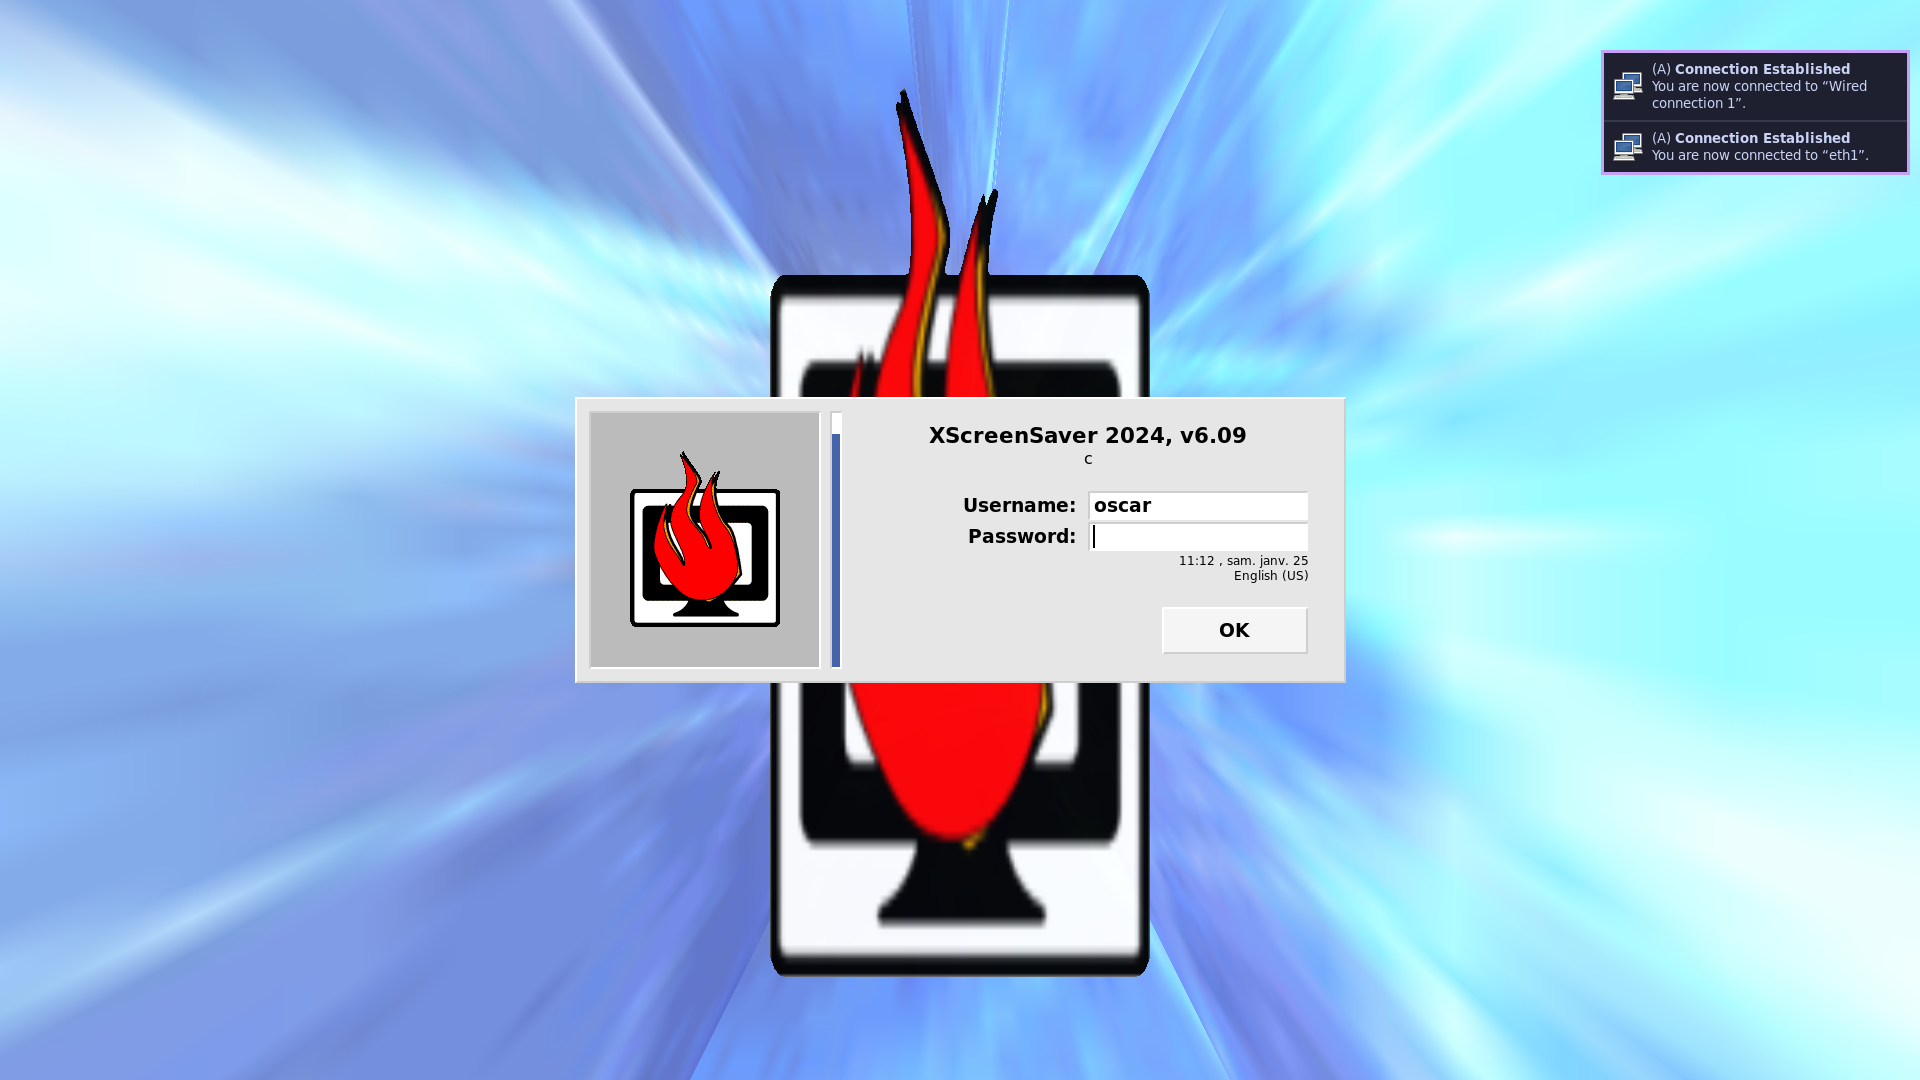 (A) Connection Established
You are now connected to “Wired
connection 1”.
(A) Connection Established
You are now connected to “eth1”.
XScreenSaver 2024, v6.09
c
Username: oscar
Password:
11:12 , sam. janv. 25
English (US)
OK